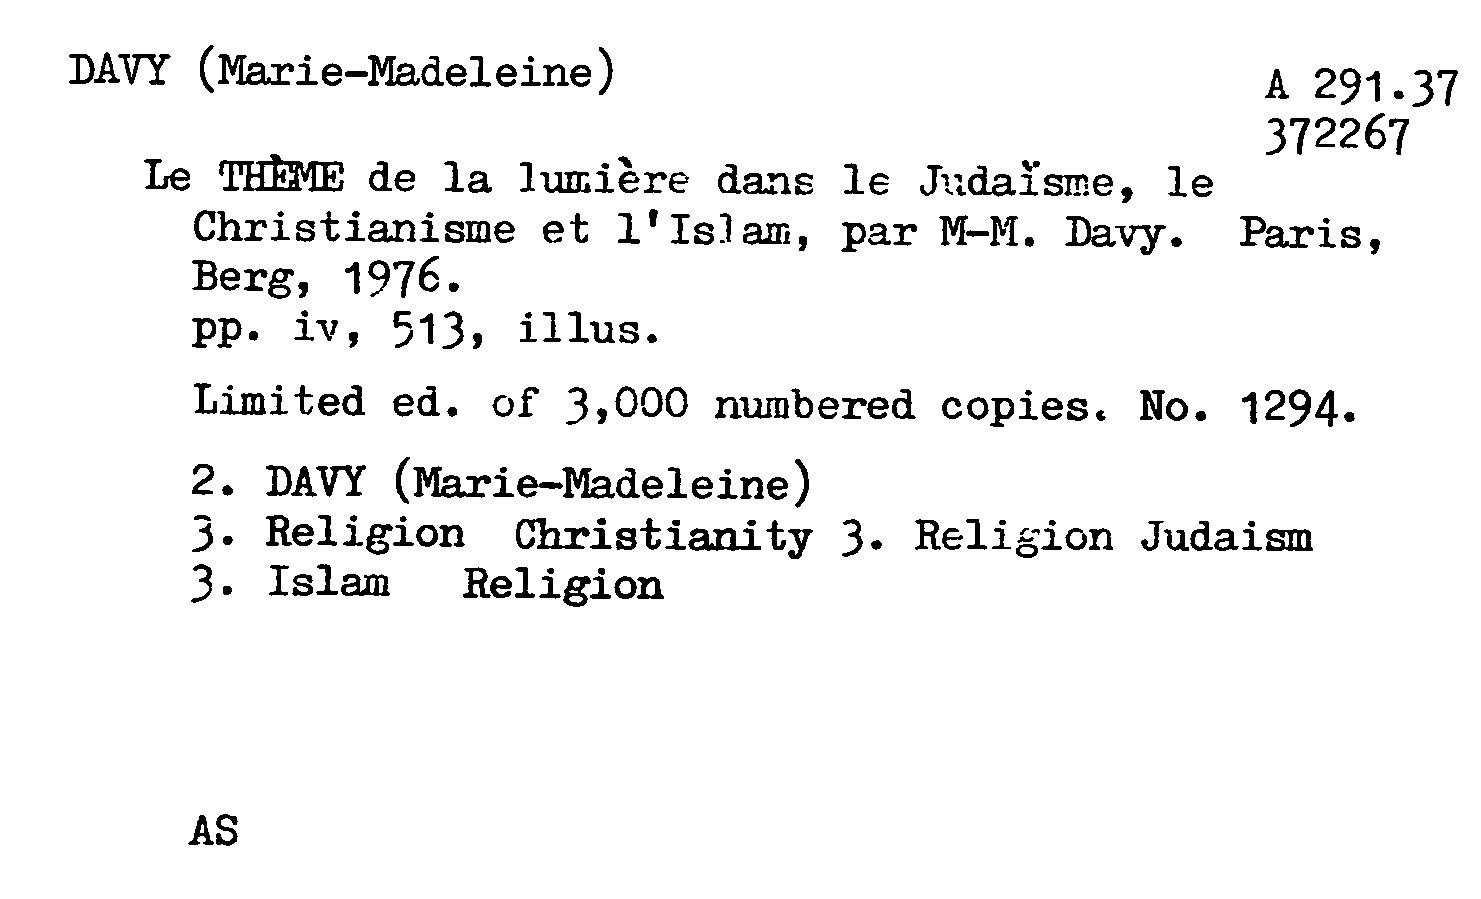 DAVY (Marie-Madeleine)
A 291.37
372267
Le THÈME de la lumière dans le Judaïsme, le
Christianisme et l'Islam, par M-M. Davy. Paris,
Berg, 1976.
pp. iv, 513, illus.
Limited ed. of 3,000 numbered copies. No. 1294.
2. DAVY (Marie-Madeleine)
3. Religion Christianity 3. Religion Judaism
3. Islam Religion
AS